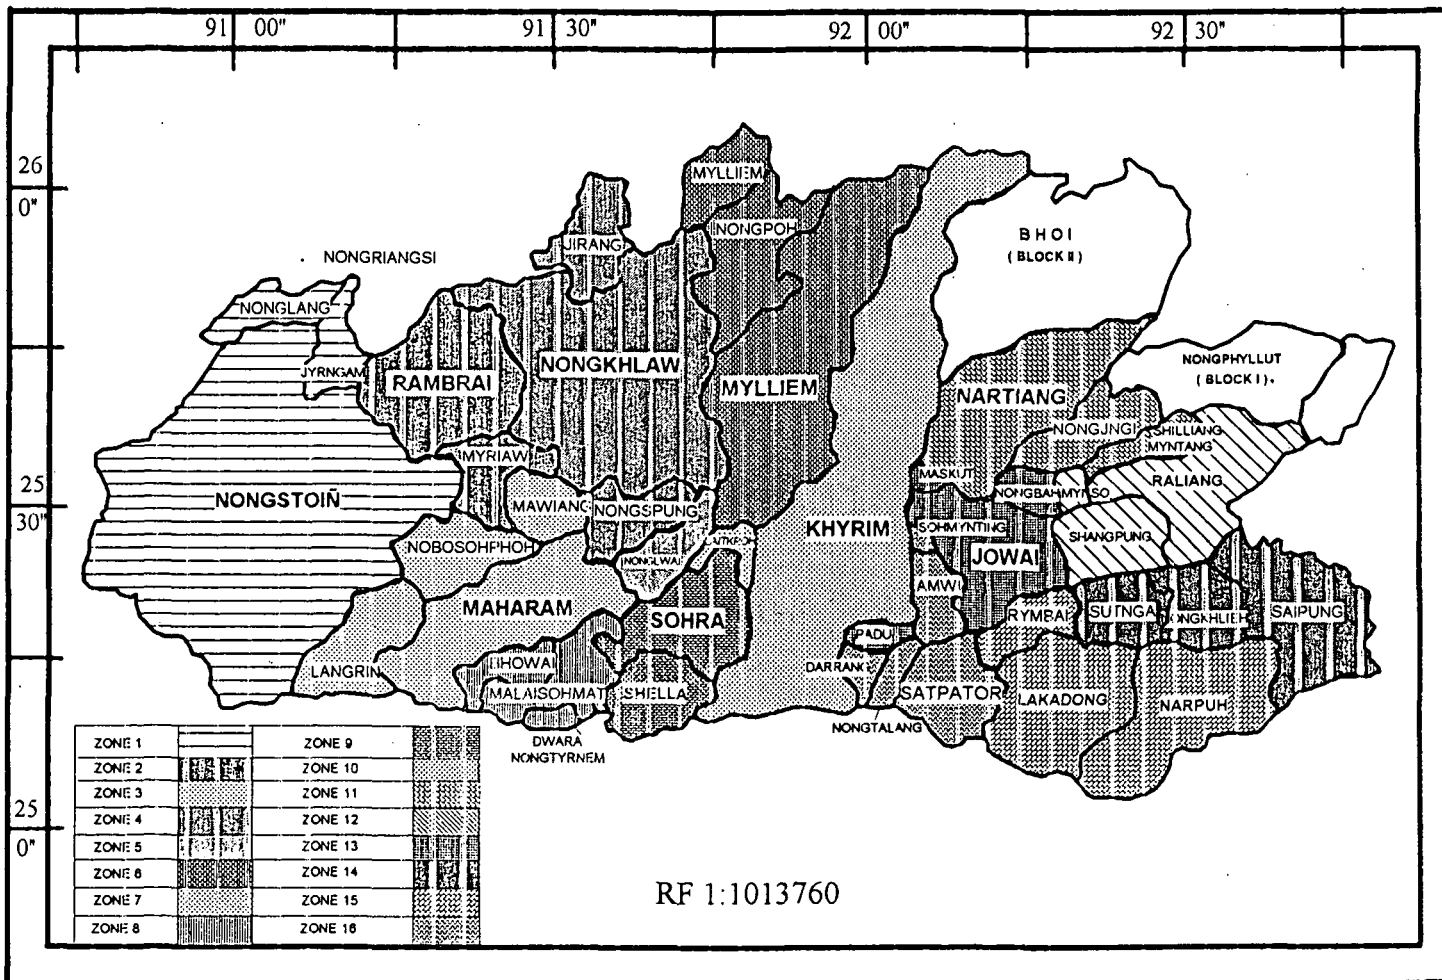 91 00" 91 30" 92 00" 92 30"
26
0"
MYLLIEM
NONGPOH
BHOI
(BLOCK II)
JIRANG
NONGRIANGSI
NONGLANG
JYRNGAM
RAMBRAI
NONGKHLAW
MYLLIEM
NONGPHYLLUT
(BLOCK I)
NARTIANG
NONGJNGI
SHILLIANG
MYNTANG
MYRIAW
MASKUT
RALIANG
25
30"
NONGSTOIÑ
MAWIANG
NONGSPUNG
NONGBAH
MYNSO
KHYRIM
SOHMYNTING
SHANGPUNG
NOBOSOHPHOH
NONGLWAI
JOWAI
MAHARAM
SOHRA
AMWI
RYMBAI
SUTNGA
SAIPUNG
PADU
LANGRIN
BHOWAL
DARRANG
MALAISOHMAT
SHELLA
SATPATOR
LAKADONG
NARPUH
NONGTALANG
DWARA
NONGTYRNEM
25
0"
ZONE 1 ZONE 9
ZONE 2 ZONE 10
ZONE 3 ZONE 11
ZONE 4 ZONE 12
ZONE 5 ZONE 13
ZONE 6 ZONE 14
ZONE 7 ZONE 15
ZONE 8 ZONE 16
RF 1:1013760